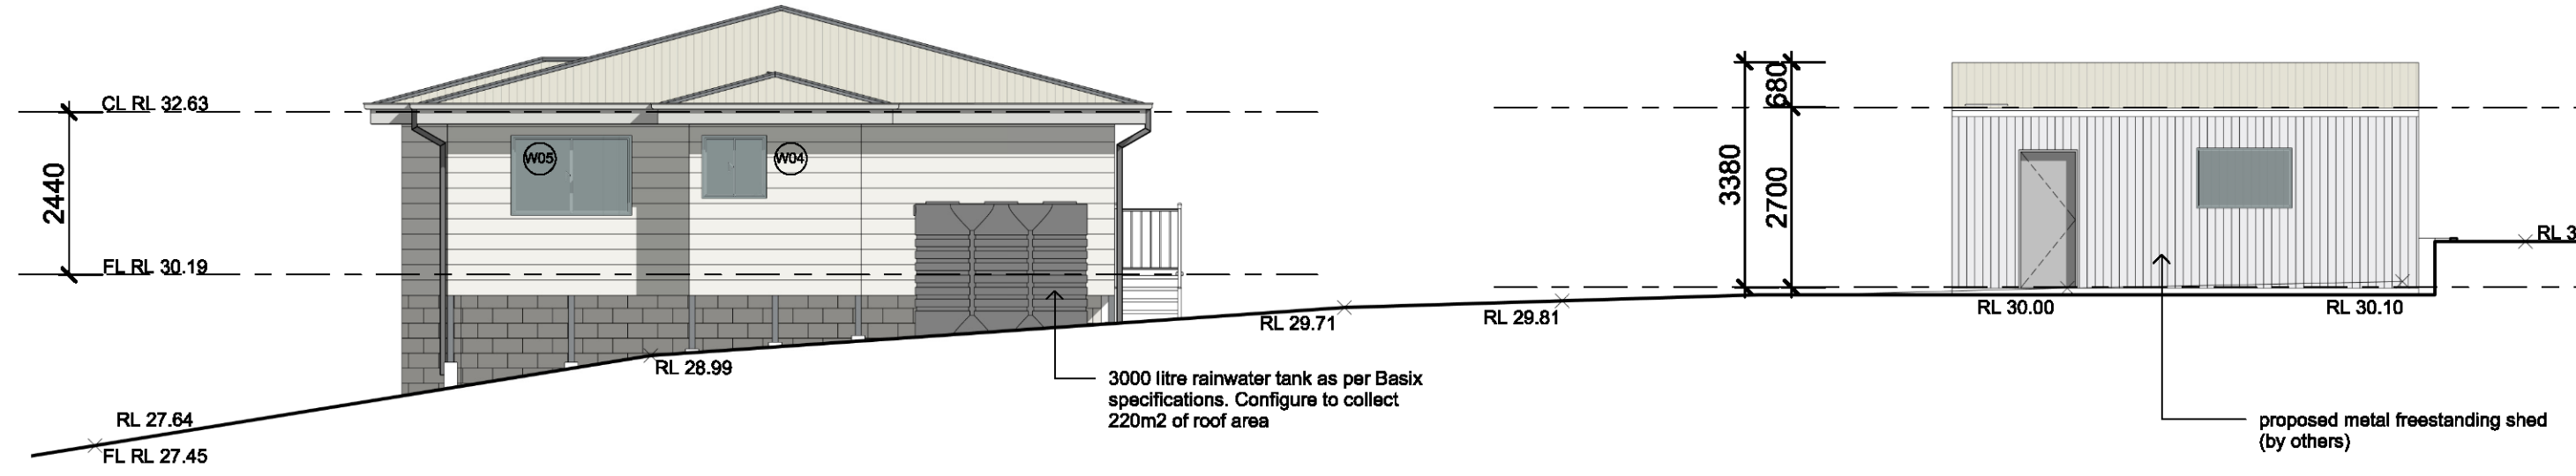 CL RL 32.63
2440
FL RL 30.19
W05
W04
RL 28.99
RL 27.64
FL RL 27.45
3000 litre rainwater tank as per Basix
specifications. Configure to collect
220m2 of roof area
RL 29.71
RL 29.81
3380
680
2700
RL 30.00
RL 30.10
RL 3
proposed metal freestanding shed
(by others)